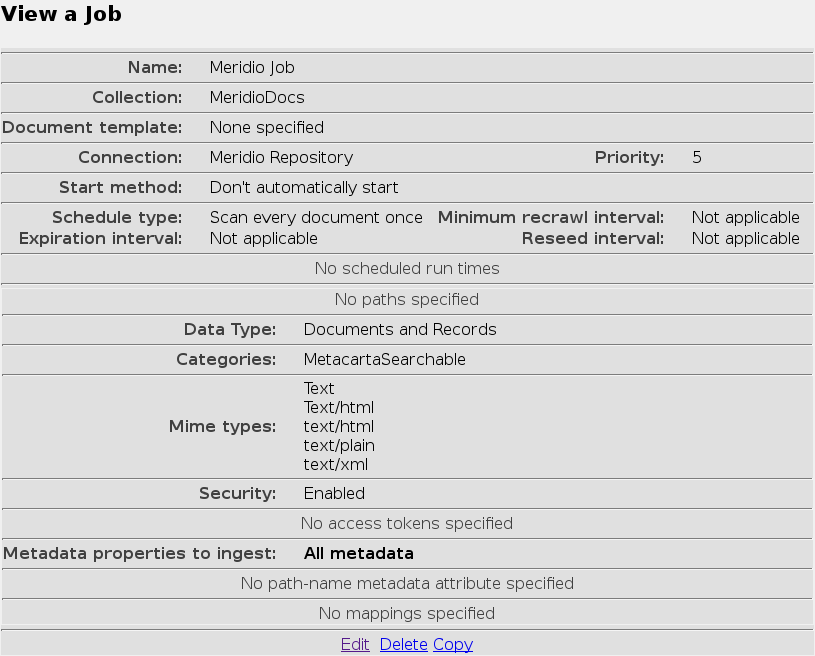 View a Job
Name: Meridio Job
Collection: MeridioDocs
Document template: None specified
Connection: Meridio Repository Priority: 5
Start method: Don't automatically start
Schedule type: Scan every document once Minimum recrawl interval: Not applicable
Expiration interval: Not applicable Reseed interval: Not applicable
No scheduled run times
No paths specified
Data Type: Documents and Records
Categories: MetacartaSearchable
Mime types: Text
Text/html
text/html
text/plain
text/xml
Security: Enabled
No access tokens specified
Metadata properties to ingest: All metadata
No path-name metadata attribute specified
No mappings specified
Edit Delete Copy